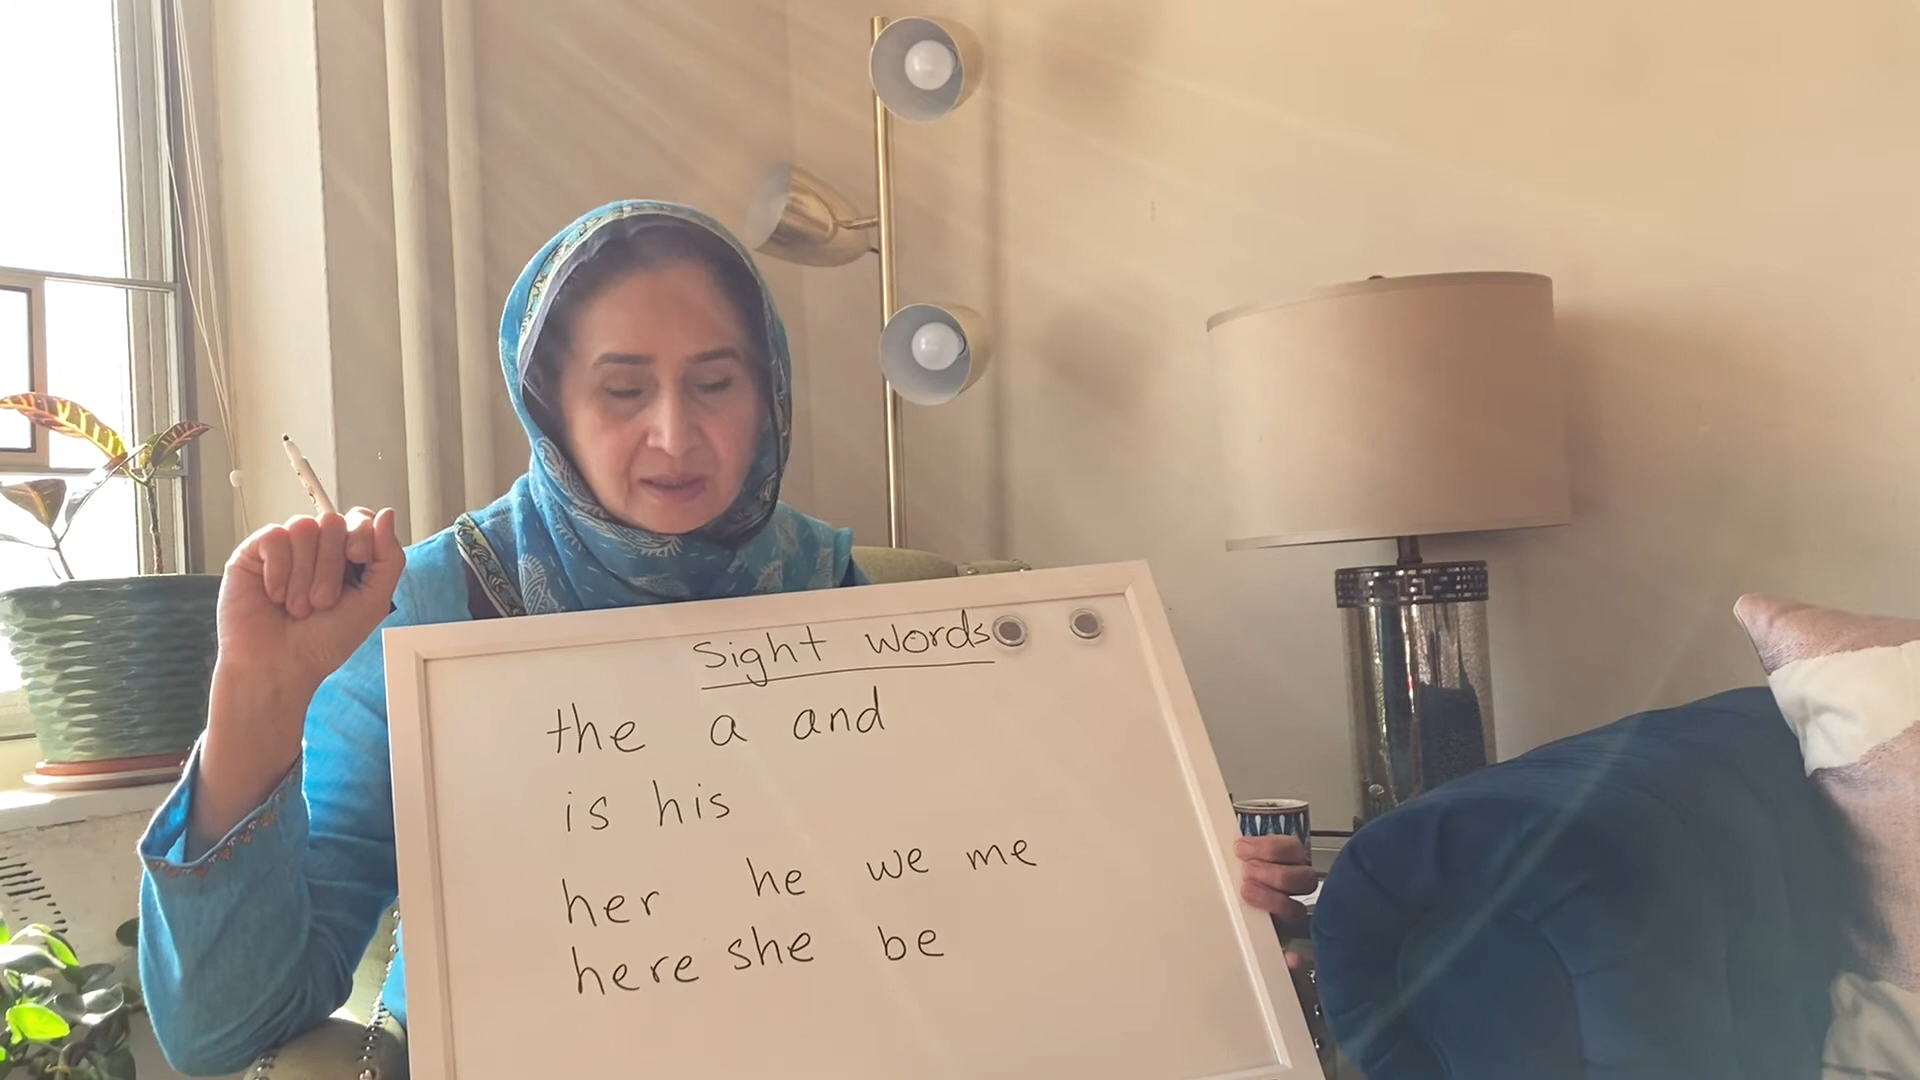 Sight words
the a and
is his
her he we me
here she be